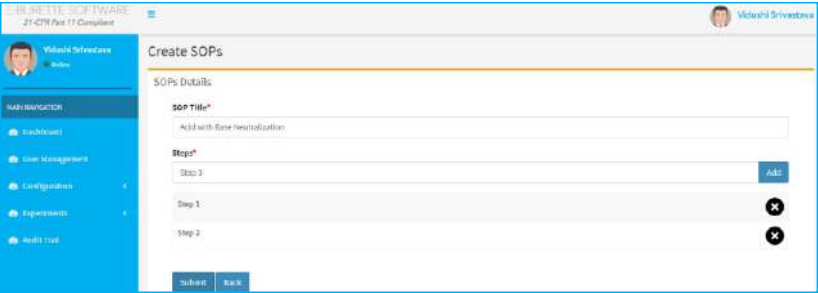 E-BURETTE SOFTWARE
21-CFR Part 11 Compliant
Vidushi Srivastava
Vidushi Srivastava
Online
Create SOPs
SOPs Details
MAIN NAVIGATION
Dashboard
User Management
Configuration
Experiments
Audit Trail
SOP Title*
Acid with Base Neutralization
Steps*
Step 3
Add
Step 1
Step 2
Submit
Back